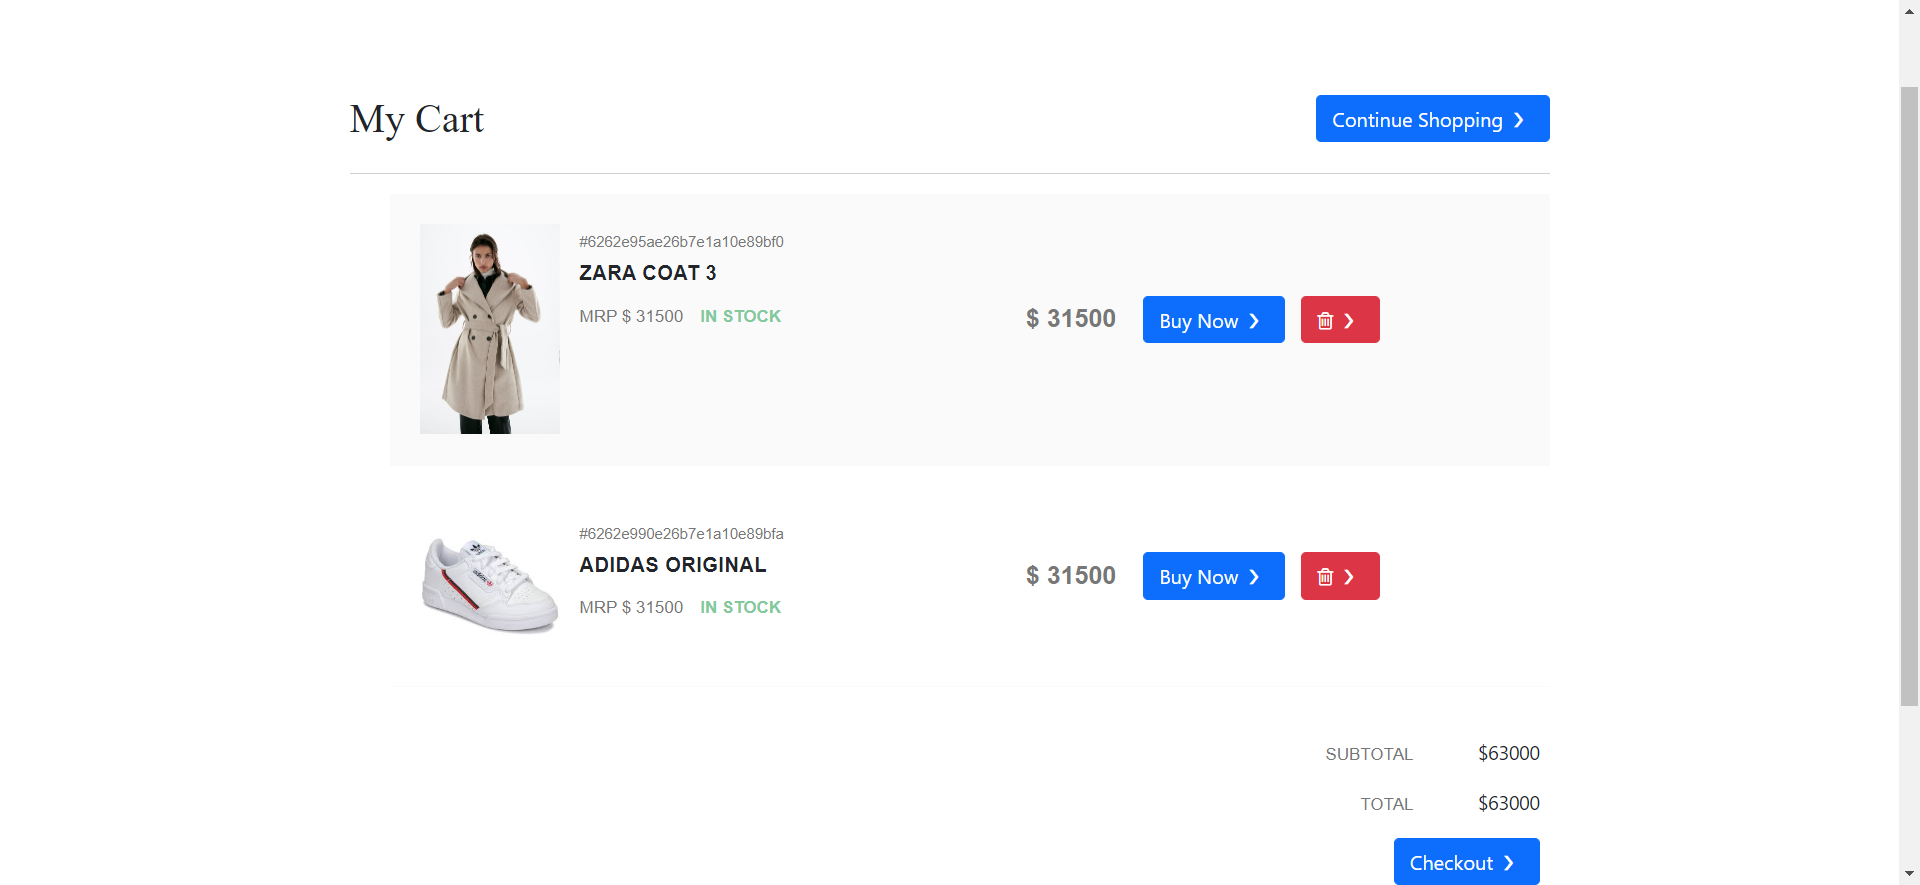 My Cart
Continue Shopping ❯
#6262e95ae26b7e1a10e89bf0
ZARA COAT 3
MRP $ 31500 IN STOCK
$ 31500
Buy Now ❯
❯
#6262e990e26b7e1a10e89bfa
ADIDAS ORIGINAL
MRP $ 31500 IN STOCK
$ 31500
Buy Now ❯
❯
SUBTOTAL $63000
TOTAL $63000
Checkout ❯